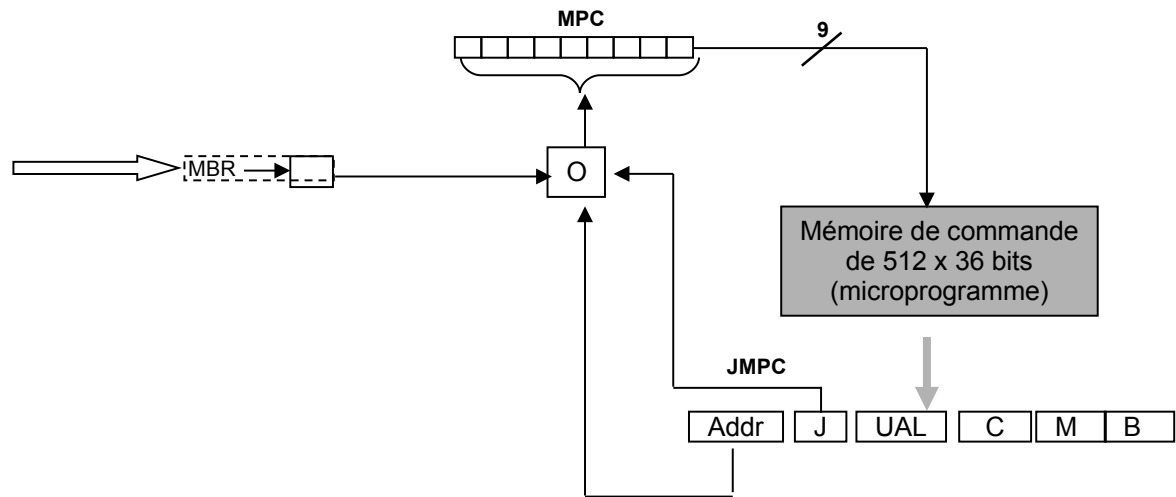 MPC
9
MBR
O
Mémoire de commande
de 512 x 36 bits
(microprogramme)
JMPC
Addr J UAL C M B